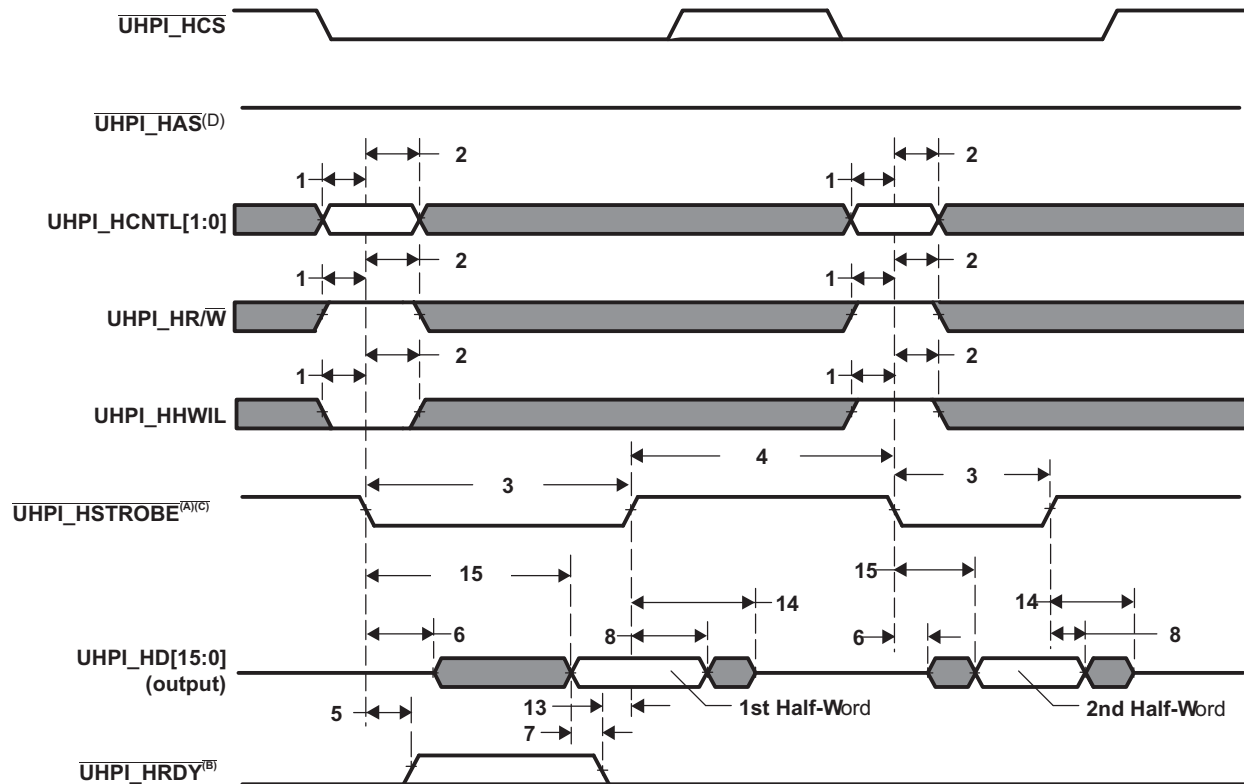 UHPI_HCS
UHPI_HAS(D)
2
2
1
1
UHPI_HCNTL[1:0]
2
2
1
1
UHPI_HR/W
2
2
1
1
UHPI_HHWIL
4
3
3
UHPI_HSTROBE(A)(C)
15
15
14
14
6
8
6
8
UHPI_HD[15:0]
(output)
5
13
1st Half-Word
2nd Half-Word
7
UHPI_HRDY(B)